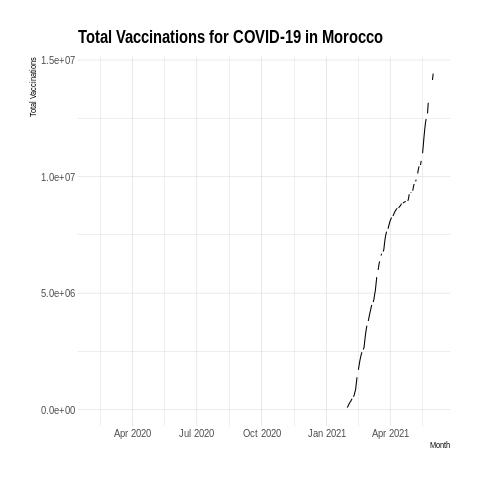 Total Vaccinations for COVID-19 in Morocco
Total Vaccinations
1.5e+07
1.0e+07
5.0e+06
0.0e+00
Apr 2020 Jul 2020 Oct 2020 Jan 2021 Apr 2021
Month